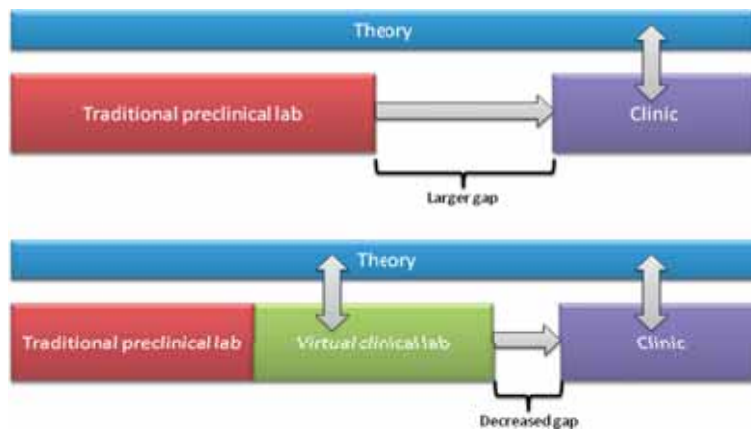 Theory
Traditional preclinical lab
Clinic
Larger gap
Theory
Traditional preclinical lab
Virtual clinical lab
Clinic
Decreased gap